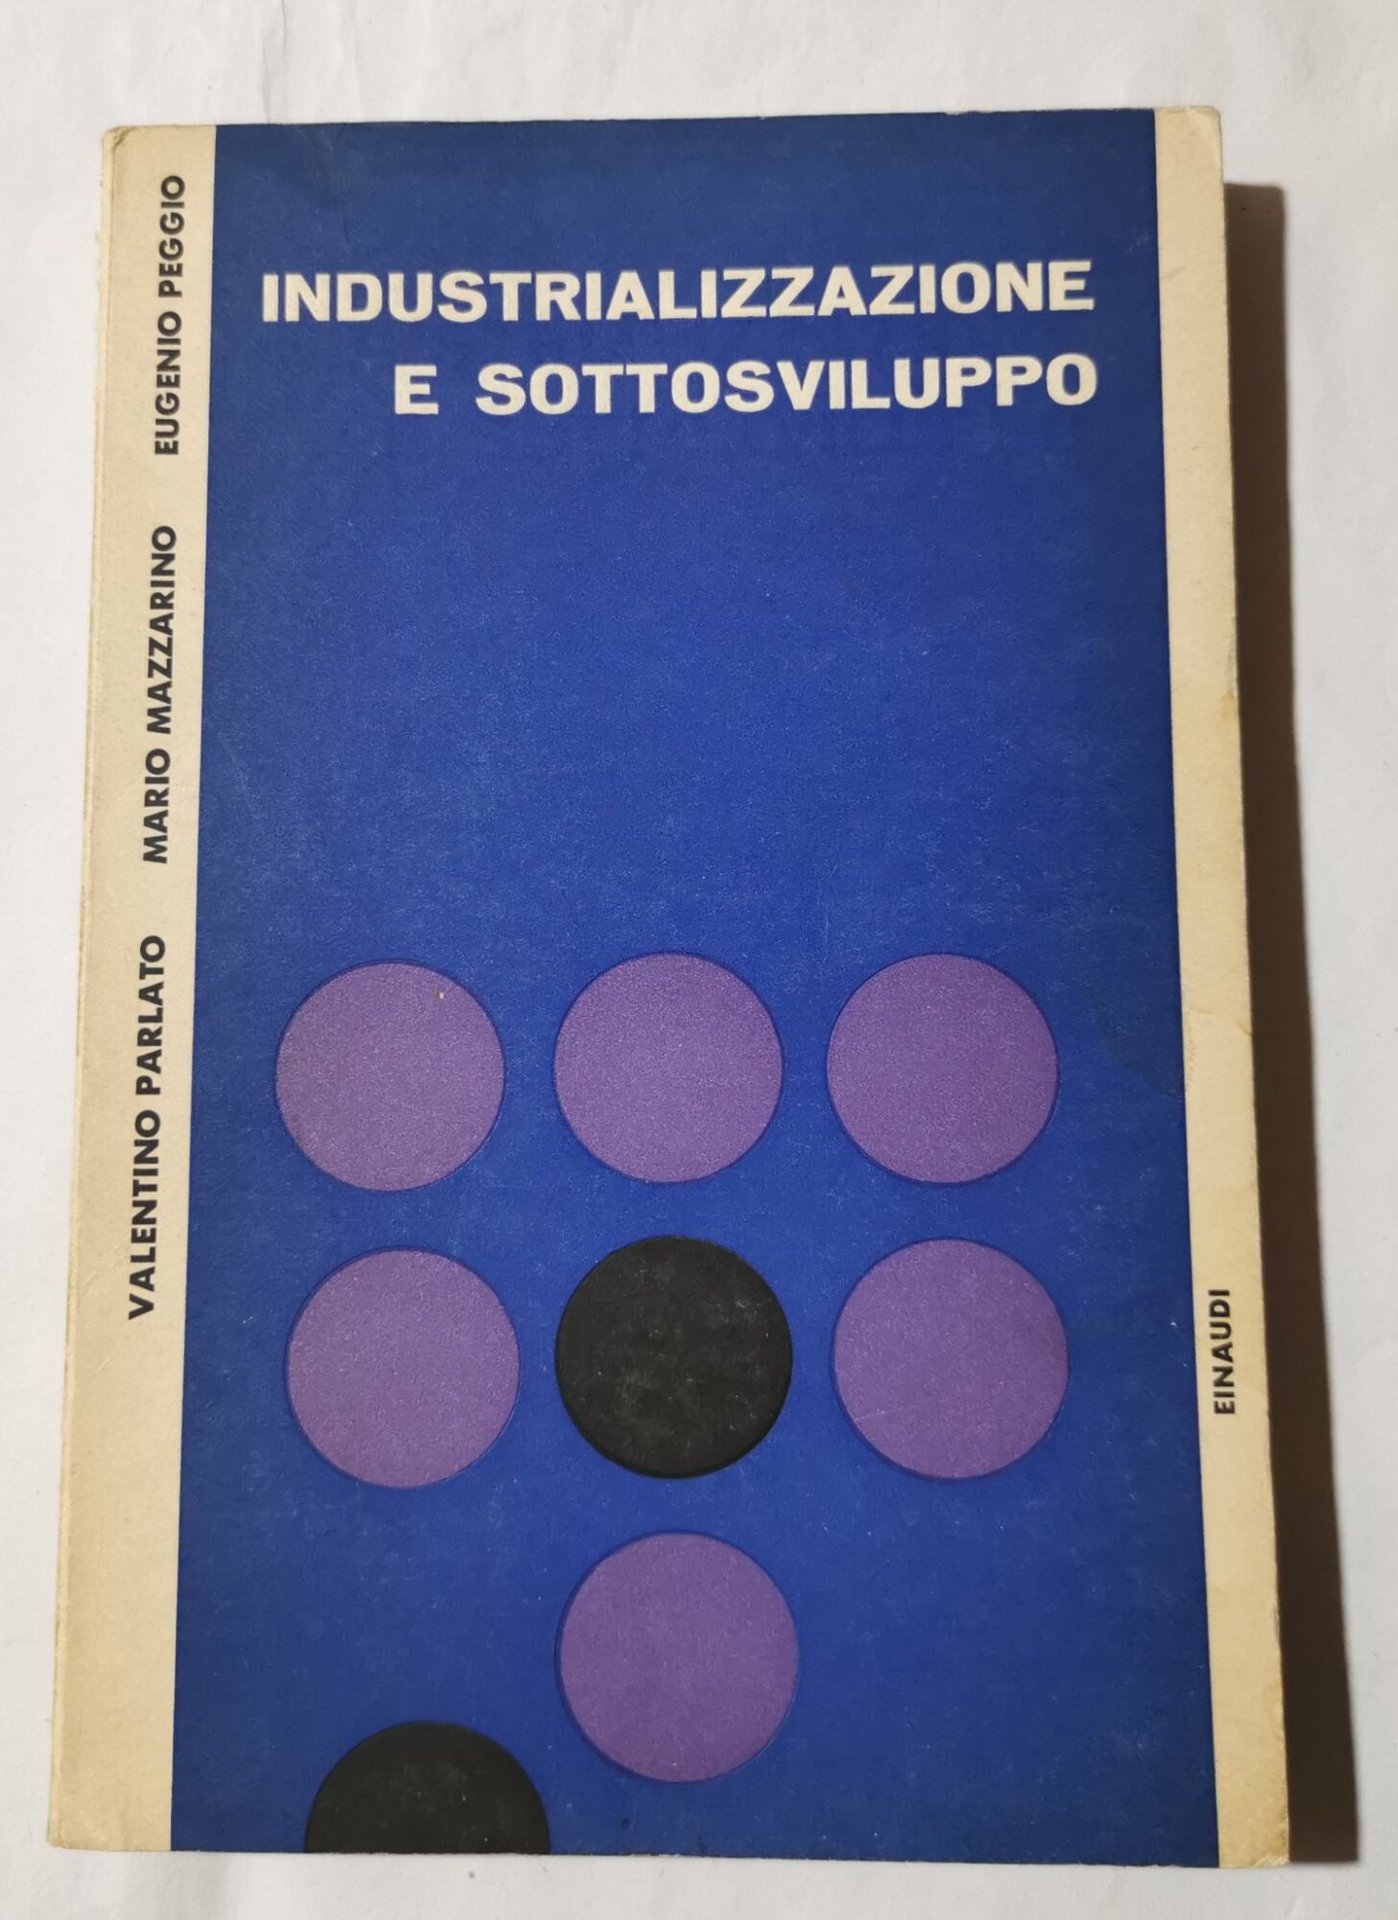 INDUSTRIALIZZAZIONE
E SOTTOSVILUPPO
VALENTINO PARLATO MARIO MAZZARINO EUGENIO PEGGIO
EINAUDI